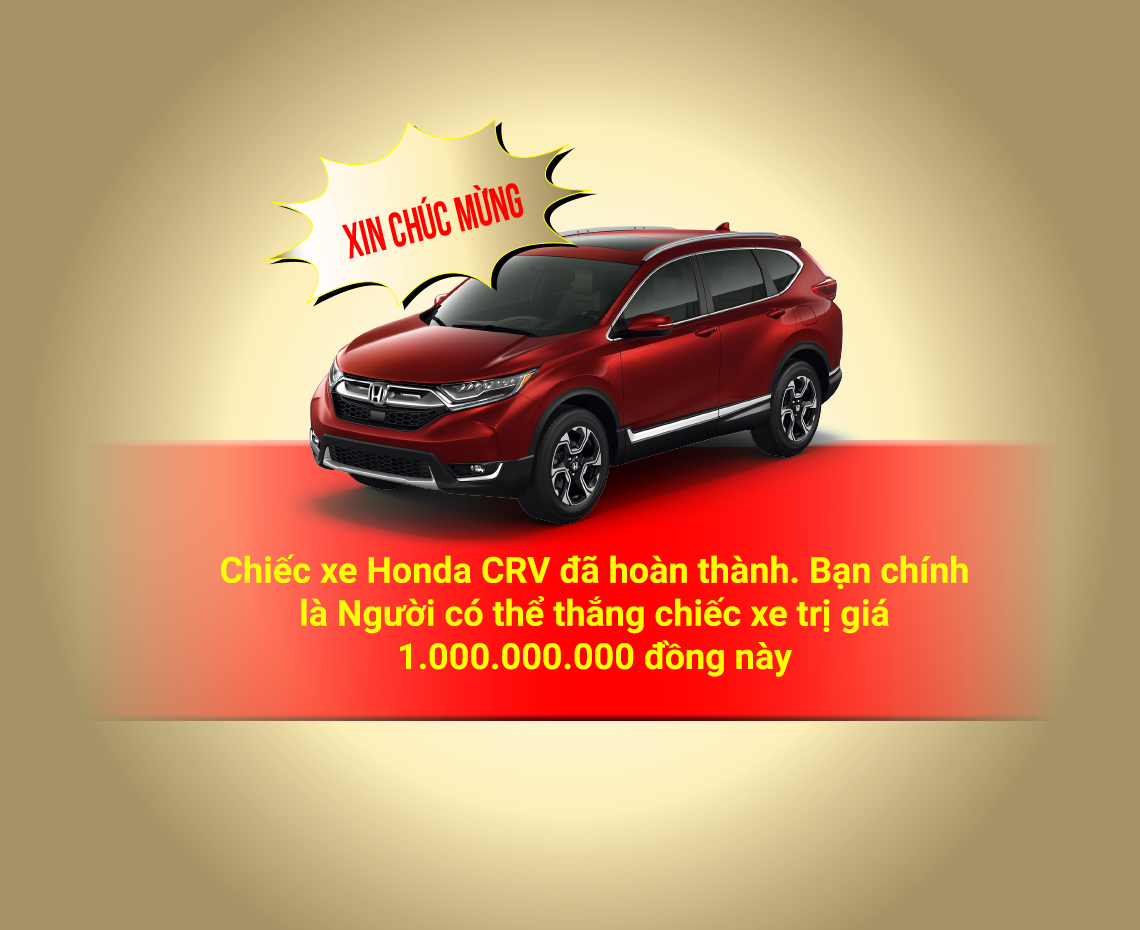 XIN CHÚC MỪNG
Chiếc xe Honda CRV đã hoàn thành. Bạn chính
là Người có thể thắng chiếc xe trị giá
1.000.000.000 đồng này